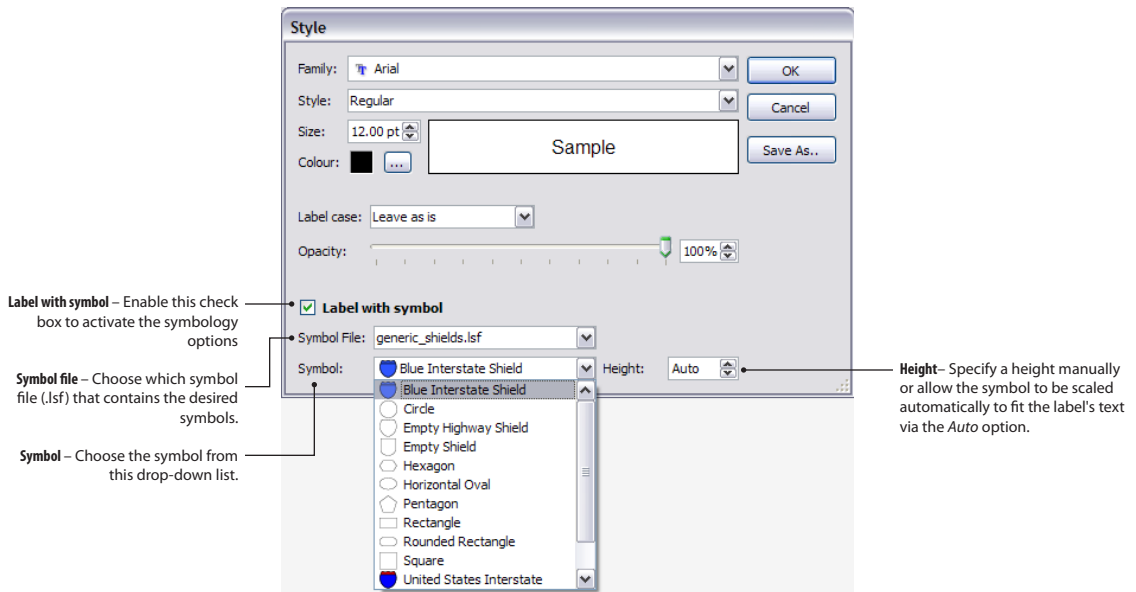 Style
Family:
Arial
OK
Style:
Regular
Cancel
Size:
12.00 pt
Sample
Save As..
Colour:
...
Label case:
Leave as is
Opacity:
100%
Label with symbol – Enable this check
box to activate the symbology
options
Label with symbol
Symbol File:
generic_shields.lsf
Symbol file – Choose which symbol
file (.lsf) that contains the desired
symbols.
Symbol:
Blue Interstate Shield
Height:
Auto
Height– Specify a height manually
or allow the symbol to be scaled
automatically to fit the label's text
via the Auto option.
Symbol – Choose the symbol from
this drop-down list.
Blue Interstate Shield
Circle
Empty Highway Shield
Empty Shield
Hexagon
Horizontal Oval
Pentagon
Rectangle
Rounded Rectangle
Square
United States Interstate